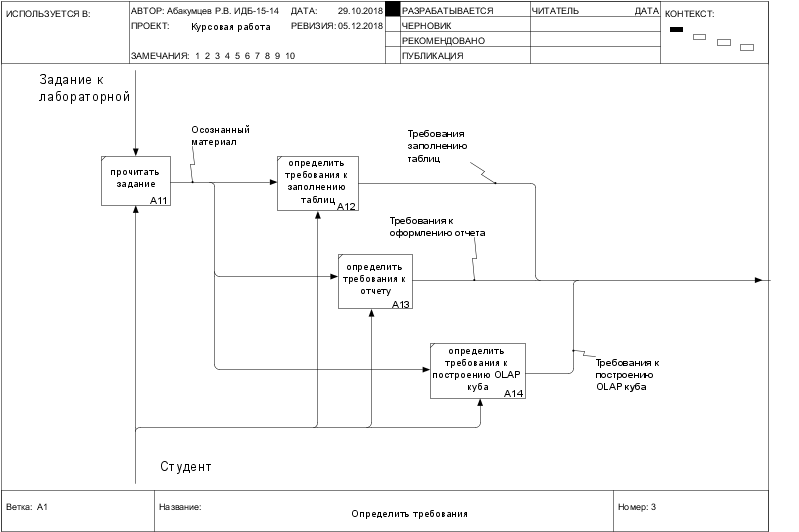 ИСПОЛЬЗУЕТСЯ В:
АВТОР: Абакумцев Р.В. ИДБ-15-14
ДАТА: 29.10.2018
ПРОЕКТ: Курсовая работа
РЕВИЗИЯ: 05.12.2018
ЗАМЕЧАНИЯ: 1 2 3 4 5 6 7 8 9 10
РАЗРАБАТЫВАЕТСЯ
ЧЕРНОВИК
РЕКОМЕНДОВАНО
ПУБЛИКАЦИЯ
ЧИТАТЕЛЬ
ДАТА
КОНТЕКСТ:
Задание к
лабораторной
прочитать
задание
A11
Осознанный
материал
определить
требования к
заполнению
таблиц
A12
Требования
заполнению
таблиц
Требования к
оформлению отчета
определить
требования к
отчету
A13
определить
требования к
построению OLAP
куба
A14
Требования к
построению
OLAP куба
Студент
Ветка: A1
Название:
Определить требования
Номер: 3